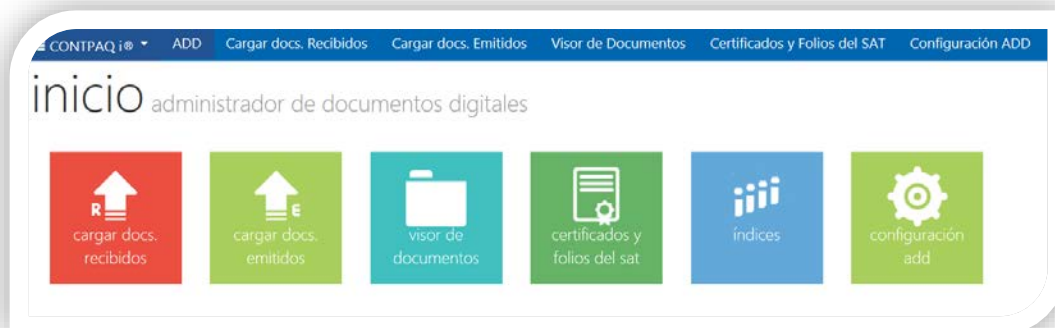 CONTPAQ i® ADD Cargar docs. Recibidos Cargar docs. Emitidos Visor de Documentos Certificados y Folios del SAT Configuración ADD
inicio administrador de documentos digitales
R
cargar docs.
recibidos
E
cargar docs.
emitidos
visor de
documentos
certificados y
folios del sat
índices
configuración
add